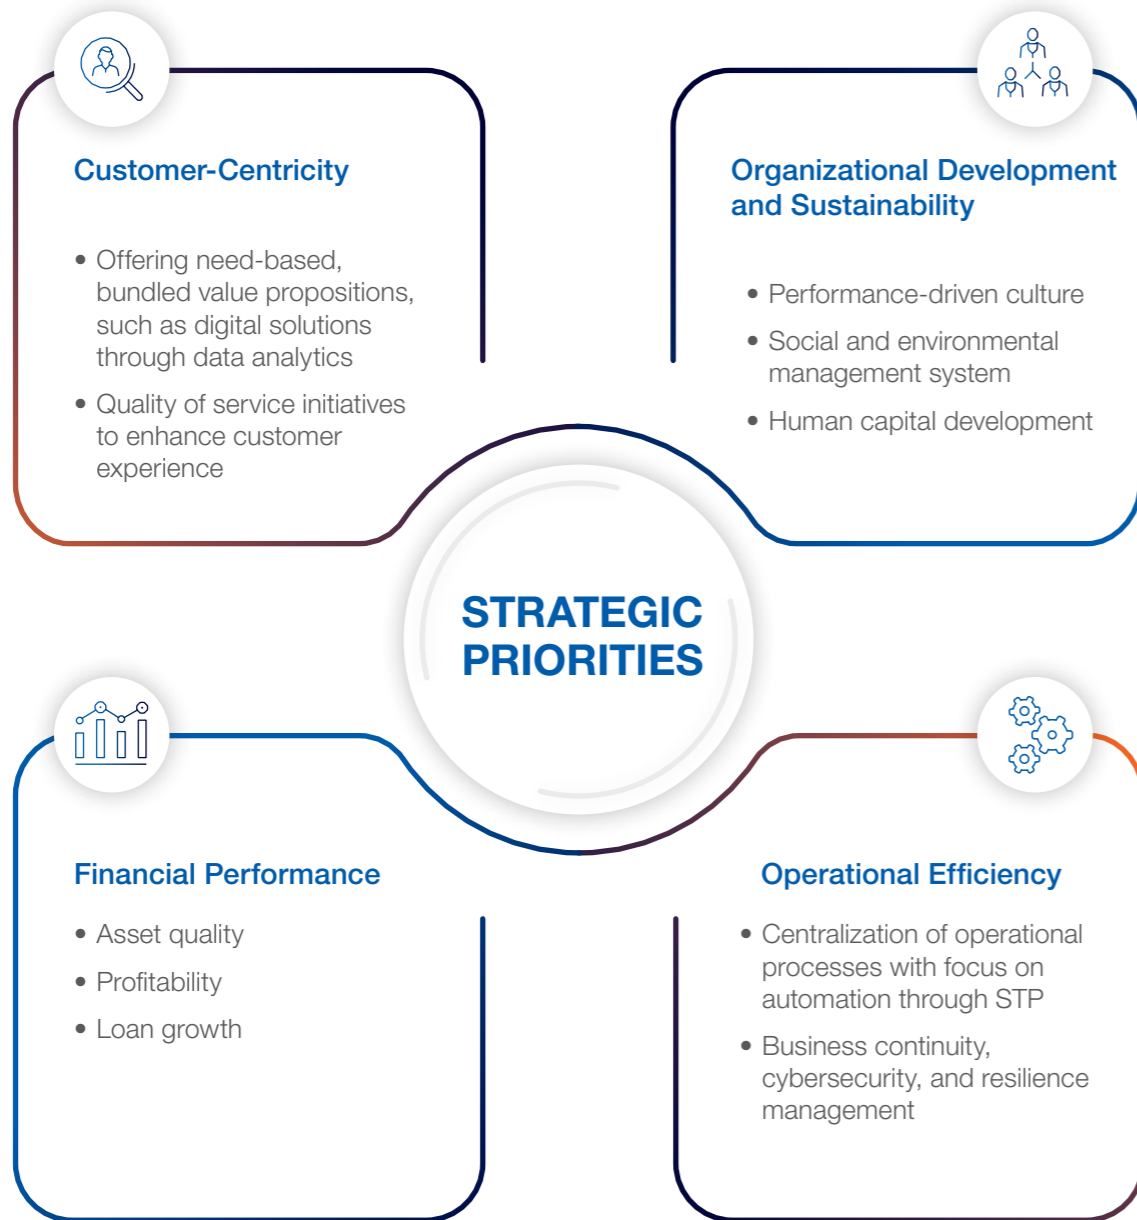 Customer-Centricity
• Offering need-based,
bundled value propositions,
such as digital solutions
through data analytics
• Quality of service initiatives
to enhance customer
experience
Organizational Development
and Sustainability
• Performance-driven culture
• Social and environmental
management system
• Human capital development
STRATEGIC
PRIORITIES
Financial Performance
• Asset quality
• Profitability
• Loan growth
Operational Efficiency
• Centralization of operational
processes with focus on
automation through STP
• Business continuity,
cybersecurity, and resilience
management